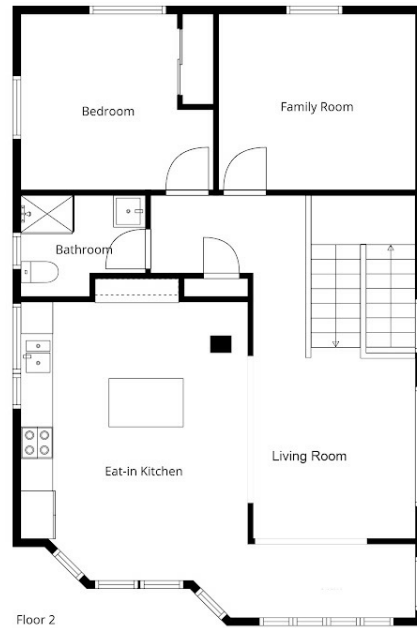 Bedroom
Family Room
Bathroom
Eat-in Kitchen
Living Room
Floor 2